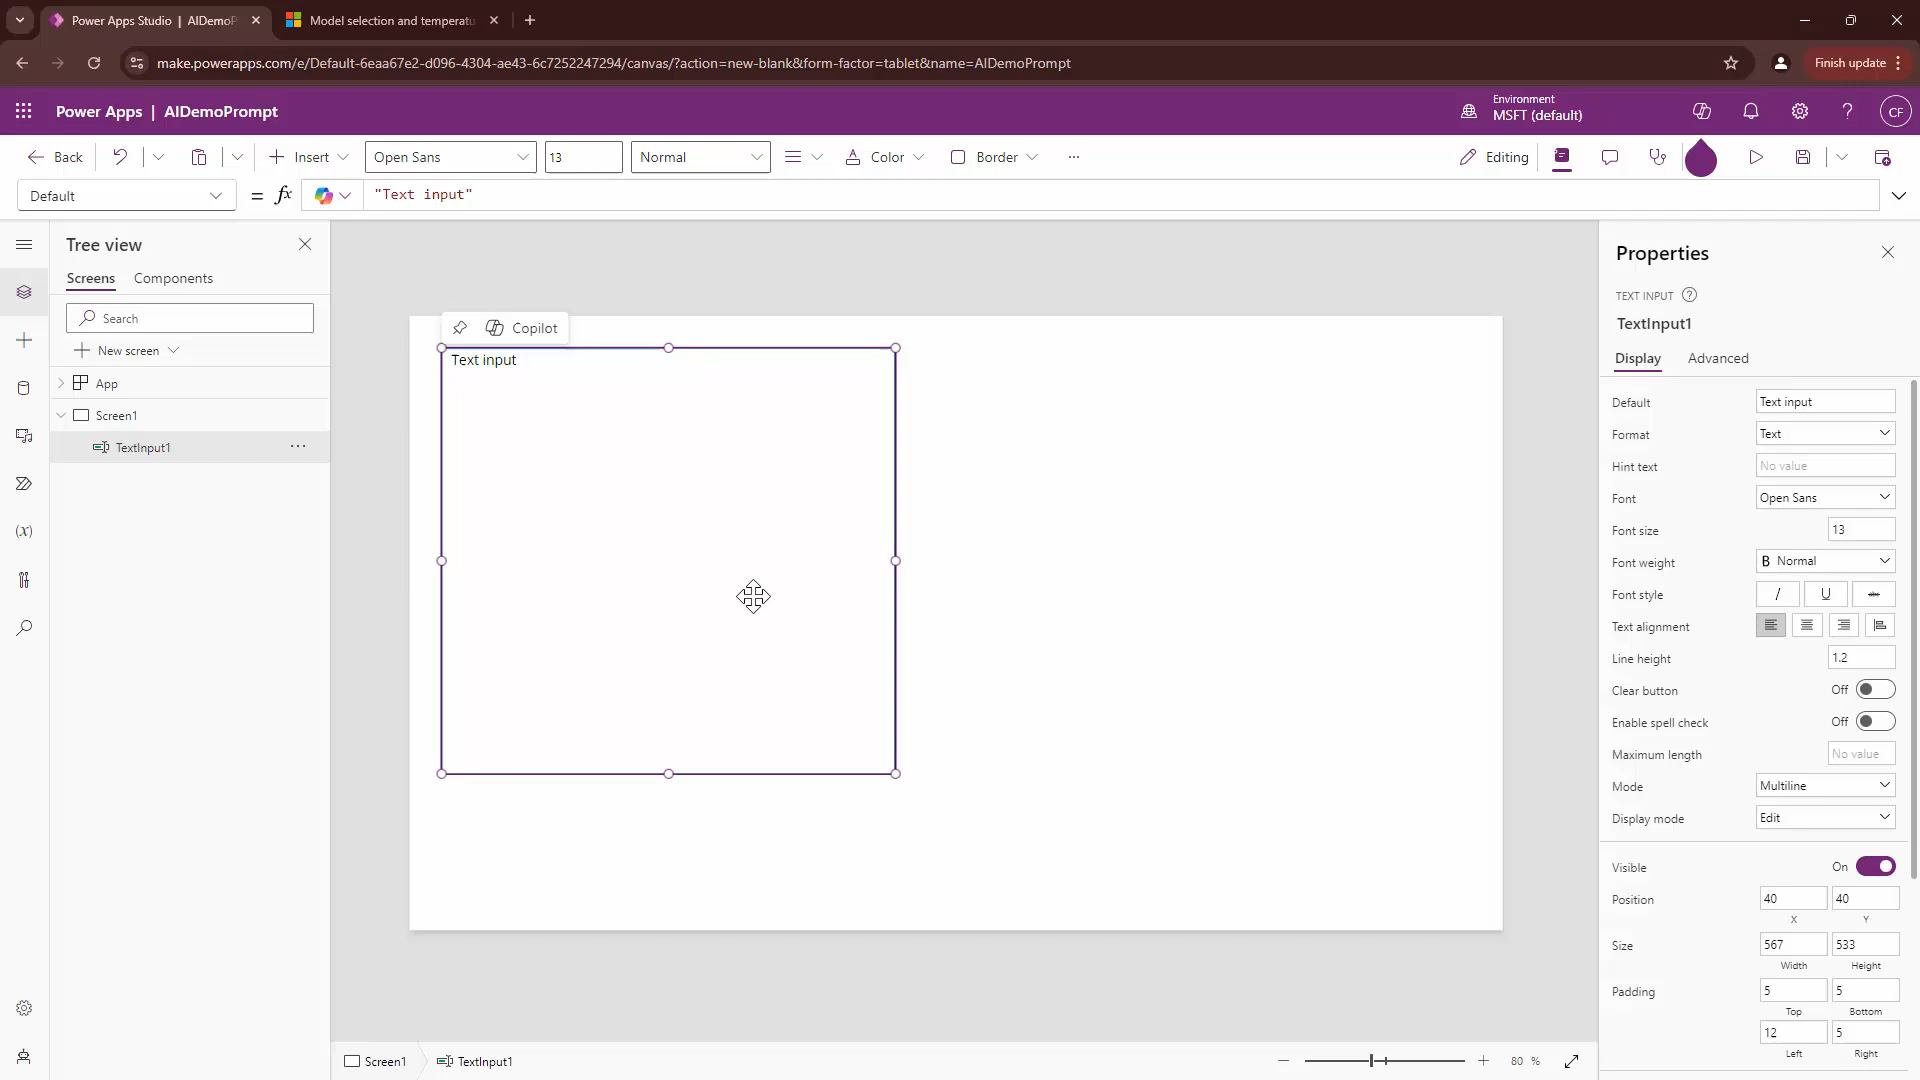 Power Apps Studio | AIDemoP
Model selection and temperatu
make.powerapps.com/e/Default-6eaa67e2-d096-4304-ae43-6c7252247294/canvas/?action=new-blank&form-factor=tablet&name=AIDemoPrompt
Finish update
Power Apps | AIDemoPrompt
Environment
MSFT (default)
CF
Back
Insert
Open Sans
13
Normal
Color
Border
Editing
Default
= fx
"Text input"
Tree view
Screens
Components
Search
New screen
App
Screen1
TextInput1
Copilot
Text input
Properties
TEXT INPUT
TextInput1
Display
Advanced
Default
Text input
Format
Text
Hint text
No value
Font
Open Sans
Font size
13
Font weight
B Normal
Font style
/ U abc
Text alignment
Line height
1.2
Clear button
Off
Enable spell check
Off
Maximum length
No value
Mode
Multiline
Display mode
Edit
Visible
On
Position
40 40
X Y
Size
567 533
Width Height
Padding
5 5
Top Bottom
12 5
Left Right
Screen1
TextInput1
80 %